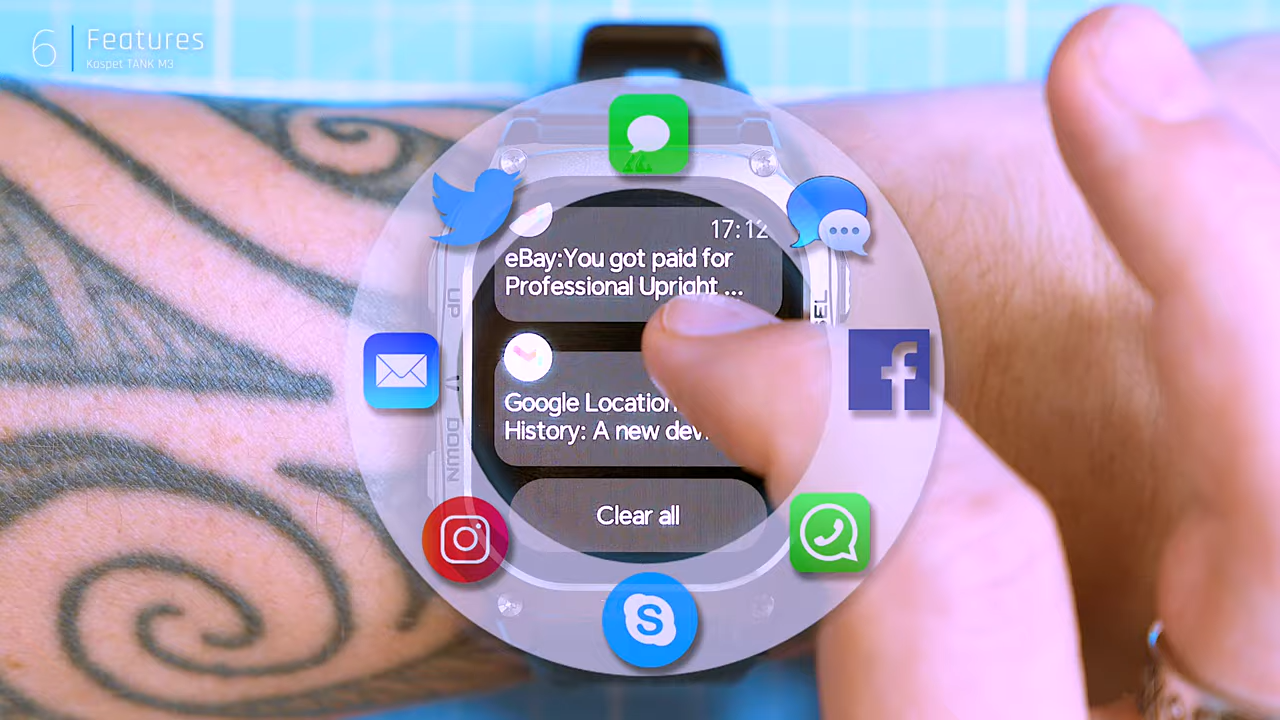 6
Features
Kospet TANK M3
17:12
eBay:You got paid for
Professional Upright ...
UP
SEL
Google Location
History: A new dev
DOWN
Clear all